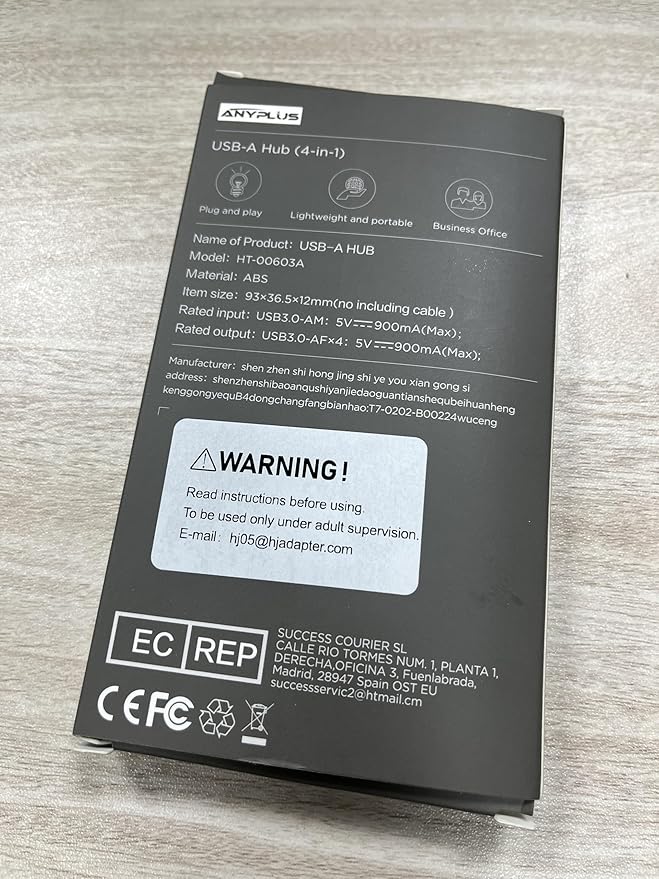 ANYPLUS
USB-A Hub (4-in-1)
Plug and play
Lightweight and portable
Business Office
Name of Product: USB-A HUB
Model: HT-00603A
Material: ABS
Item size: 93×36.5×12mm(no including cable )
Rated input: USB3.0-AM: 5V⎓900mA(Max);
Rated output: USB3.0-AF×4: 5V⎓900mA(Max);
Manufacturer: shen zhen shi hong jing shi ye you xian gong si
address: shenzhenshibaoanqushiyanjiedaoguantianshequbeihuanheng
kenggongyequB4dongchangfangbianhao:T7-0202-B00224wuceng
⚠WARNING!
Read instructions before using.
To be used only under adult supervision.
E-mail: hj05@hjadapter.com
EC REP
SUCCESS COURIER SL
CALLE RIO TORMES NUM. 1, PLANTA 1,
DERECHA,OFICINA 3, Fuenlabrada,
Madrid, 28947 Spain OST EU
successservic2@htmail.cm
CE FC